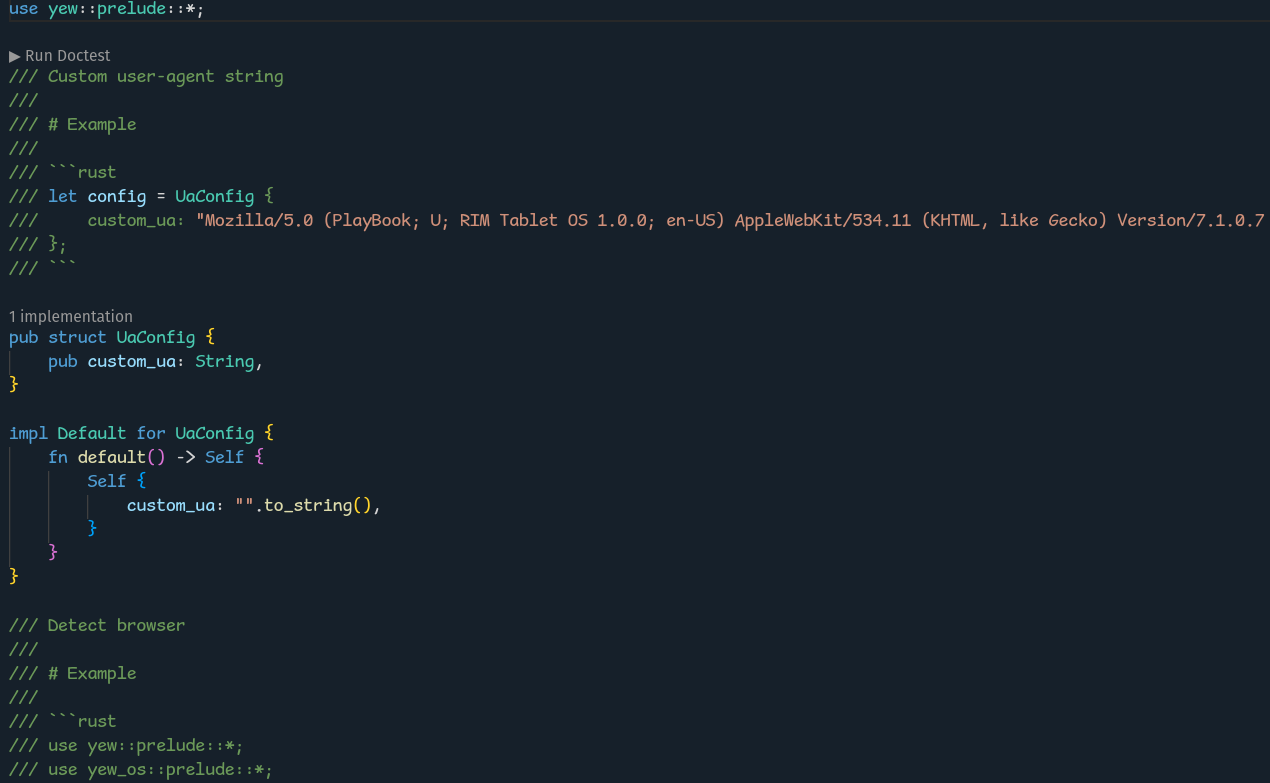 use yew::prelude::*;
▶ Run Doctest
/// Custom user-agent string
///
/// # Example
///
/// ```rust
/// let config = UaConfig {
///     custom_ua: "Mozilla/5.0 (PlayBook; U; RIM Tablet OS 1.0.0; en-US) AppleWebKit/534.11 (KHTML, like Gecko) Version/7.1.0.7
/// };
/// ```
1 implementation
pub struct UaConfig {
    pub custom_ua: String,
}
impl Default for UaConfig {
    fn default() -> Self {
        Self {
            custom_ua: "".to_string(),
        }
    }
}
/// Detect browser
///
/// # Example
///
/// ```rust
/// use yew::prelude::*;
/// use yew_os::prelude::*;